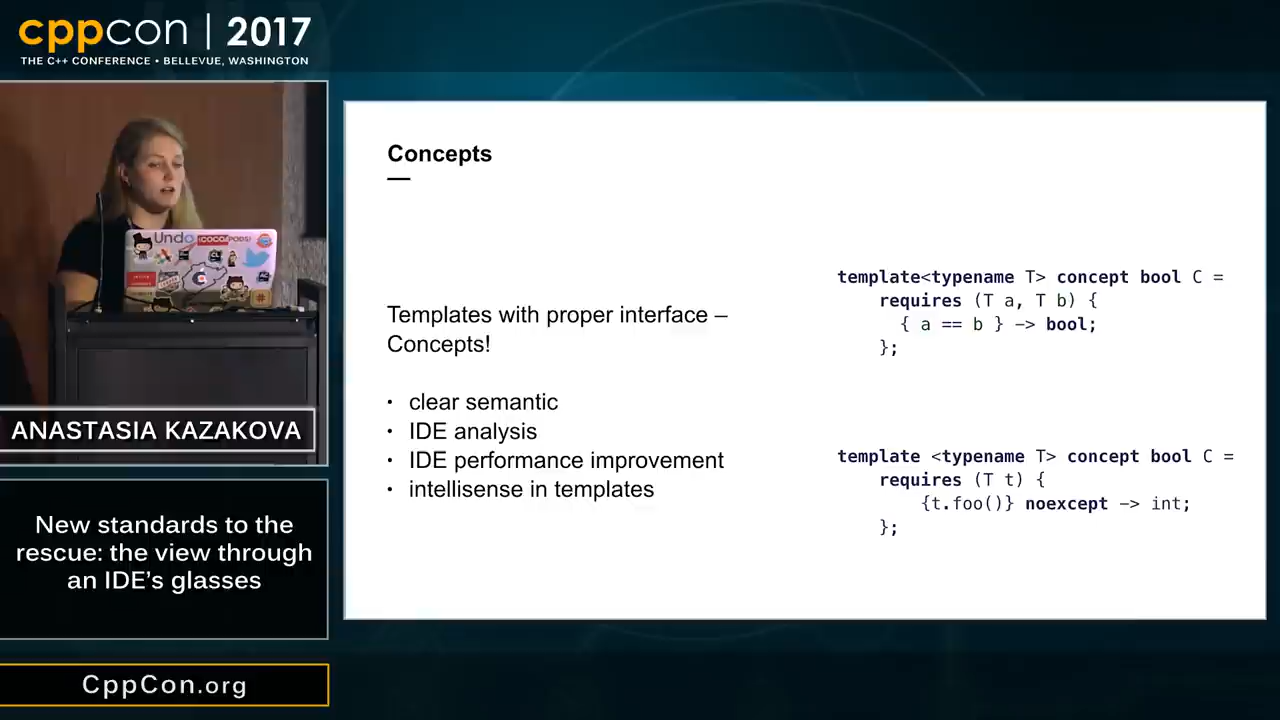 cppcon | 2017
THE C++ CONFERENCE • BELLEVUE, WASHINGTON
Undo
COCOAPODS
ANASTASIA KAZAKOVA
New standards to the
rescue: the view through
an IDE's glasses
CppCon.org
Concepts
Templates with proper interface –
Concepts!
• clear semantic
• IDE analysis
• IDE performance improvement
• intellisense in templates
template<typename T> concept bool C =
requires (T a, T b) {
{ a == b } -> bool;
};
template <typename T> concept bool C =
requires (T t) {
{t.foo()} noexcept -> int;
};